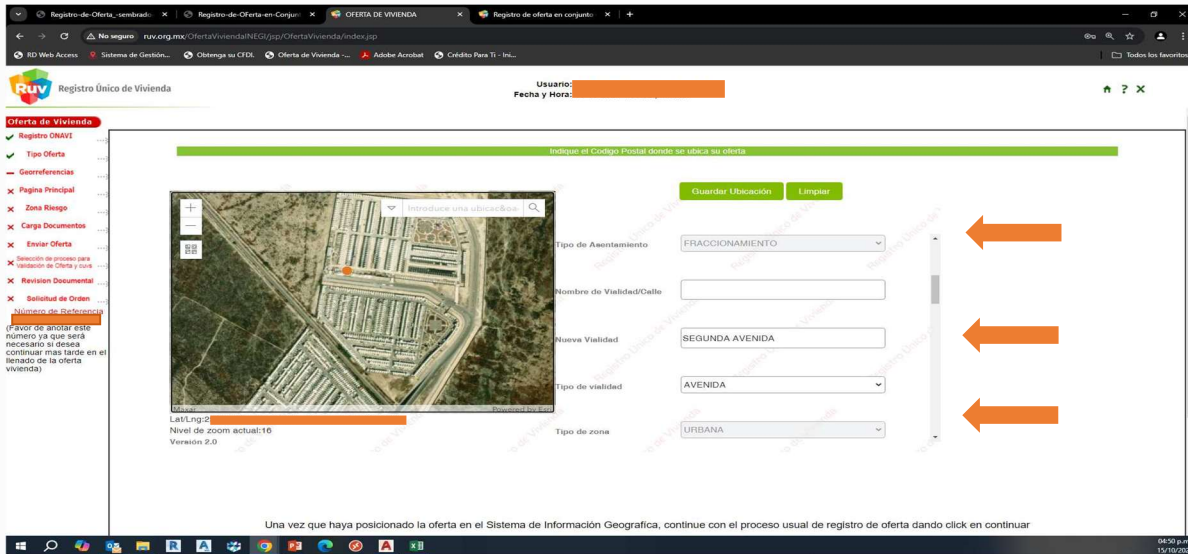 Registro-de-Oferta_-sembrado
Registro-de-OFerta-en-Conjunt
OFERTA DE VIVIENDA
Registro de oferta en conjunto
No seguro
ruv.org.mx/OfertaViviendaINEGI/jsp/OfertaVivienda/index.jsp
RD Web Access
Sistema de Gestión...
Obtenga su CFDI.
Oferta de Vivienda -...
Adobe Acrobat
Crédito Para Ti - Ini...
Todos los favoritos
Ruv
Registro Único de Vivienda
Usuario:
Fecha y Hora:
Oferta de Vivienda
Registro ONAVI
Tipo Oferta
Georreferencias
Pagina Principal
Zona Riesgo
Carga Documentos
Enviar Oferta
Selección de proceso para
Validación de Oferta y cuvs
Revision Documental
Solicitud de Orden
Número de Referencia
(Favor de anotar este
número ya que será
necesario si desea
continuar mas tarde en el
llenado de la oferta
vivienda)
Indique el Codigo Postal donde se ubica su oferta
Guardar Ubicación
Limpiar
Introduce una ubicac&oa
Tipo de Asentamiento
FRACCIONAMIENTO
Nombre de Vialidad/Calle
Nueva Vialidad
SEGUNDA AVENIDA
Tipo de vialidad
AVENIDA
Tipo de zona
URBANA
Maxar
Powered by Esri
Lat/Lng:2
Nivel de zoom actual:16
Versión 2.0
Una vez que haya posicionado la oferta en el Sistema de Información Geografíca, continue con el proceso usual de registro de oferta dando click en continuar
04:50 p.m.
15/10/202